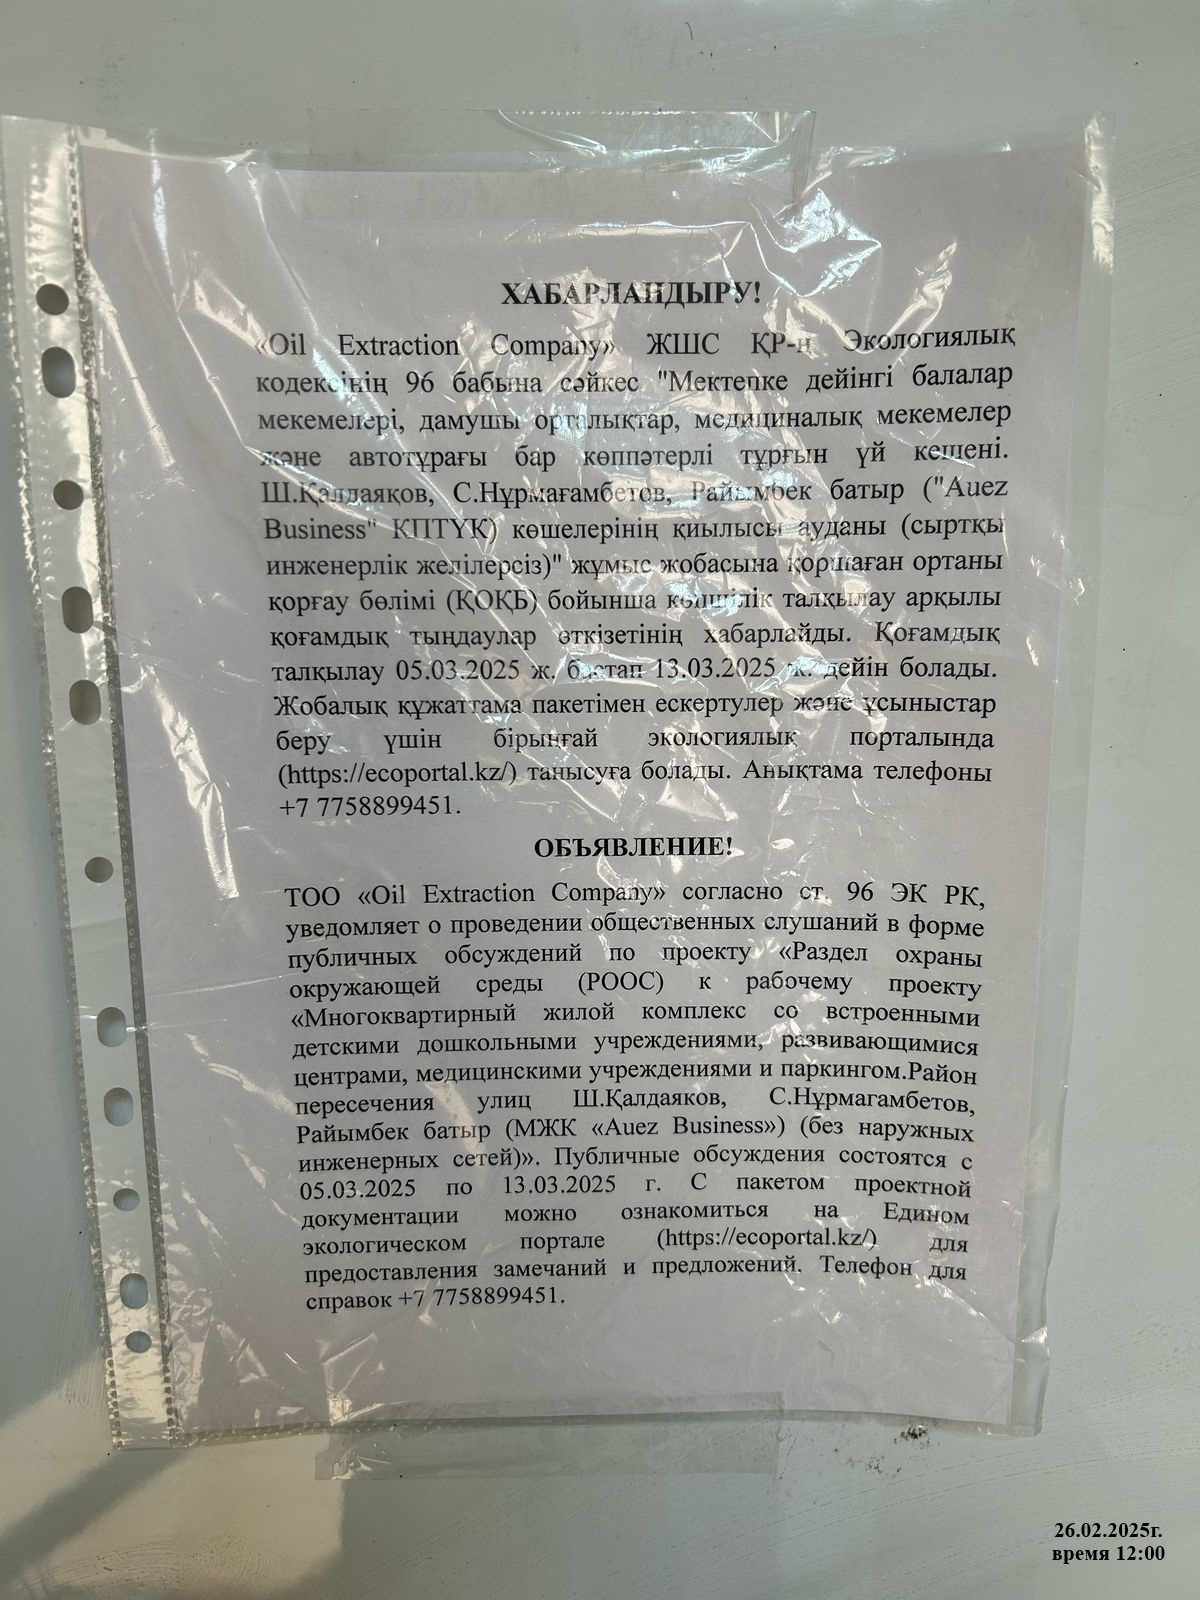 ХАБАРЛАНДЫРУ!
«Oil Extraction Company» ЖШС ҚР-ң Экологиялық
кодексінің 96 бабына сәйкес "Мектепке дейінгі балалар
мекемелері, дамушы орталықтар, медициналық мекемелер
және автотұрағы бар көппәтерлі тұрғын үй кешені.
Ш.Қалдаяқов, С.Нұрмағамбетов, Райымбек батыр ("Auez
Business" КПТҮК) көшелерінің қиылысы ауданы (сыртқы
инженерлік желілерсіз)" жұмыс жобасына қоршаған ортаны
қорғау бөлімі (ҚОҚБ) бойынша көпшілік талқылау арқылы
қоғамдық тыңдаулар өткізетінің хабарлайды. Қоғамдық
талқылау 05.03.2025 ж. бастап 13.03.2025 ж. дейін болады.
Жобалық құжаттама пакетімен ескертулер және ұсыныстар
беру үшін бірыңғай экологиялық порталында
(https://ecoportal.kz/) танысуға болады. Анықтама телефоны
+7 7758899451.
ОБЪЯВЛЕНИЕ!
ТОО «Oil Extraction Company» согласно ст. 96 ЭК РК,
уведомляет о проведении общественных слушаний в форме
публичных обсуждений по проекту «Раздел охраны
окружающей среды (РООС) к рабочему проекту
«Многоквартирный жилой комплекс со встроенными
детскими дошкольными учреждениями, развивающимися
центрами, медицинскими учреждениями и паркингом.Район
пересечения улиц Ш.Қалдаяков, С.Нұрмагамбетов,
Райымбек батыр (МЖК «Auez Business») (без наружных
инженерных сетей)». Публичные обсуждения состоятся с
05.03.2025 по 13.03.2025 г. С пакетом проектной
документации можно ознакомиться на Едином
экологическом портале (https://ecoportal.kz/) для
предоставления замечаний и предложений. Телефон для
справок +7 7758899451.
26.02.2025г.
время 12:00